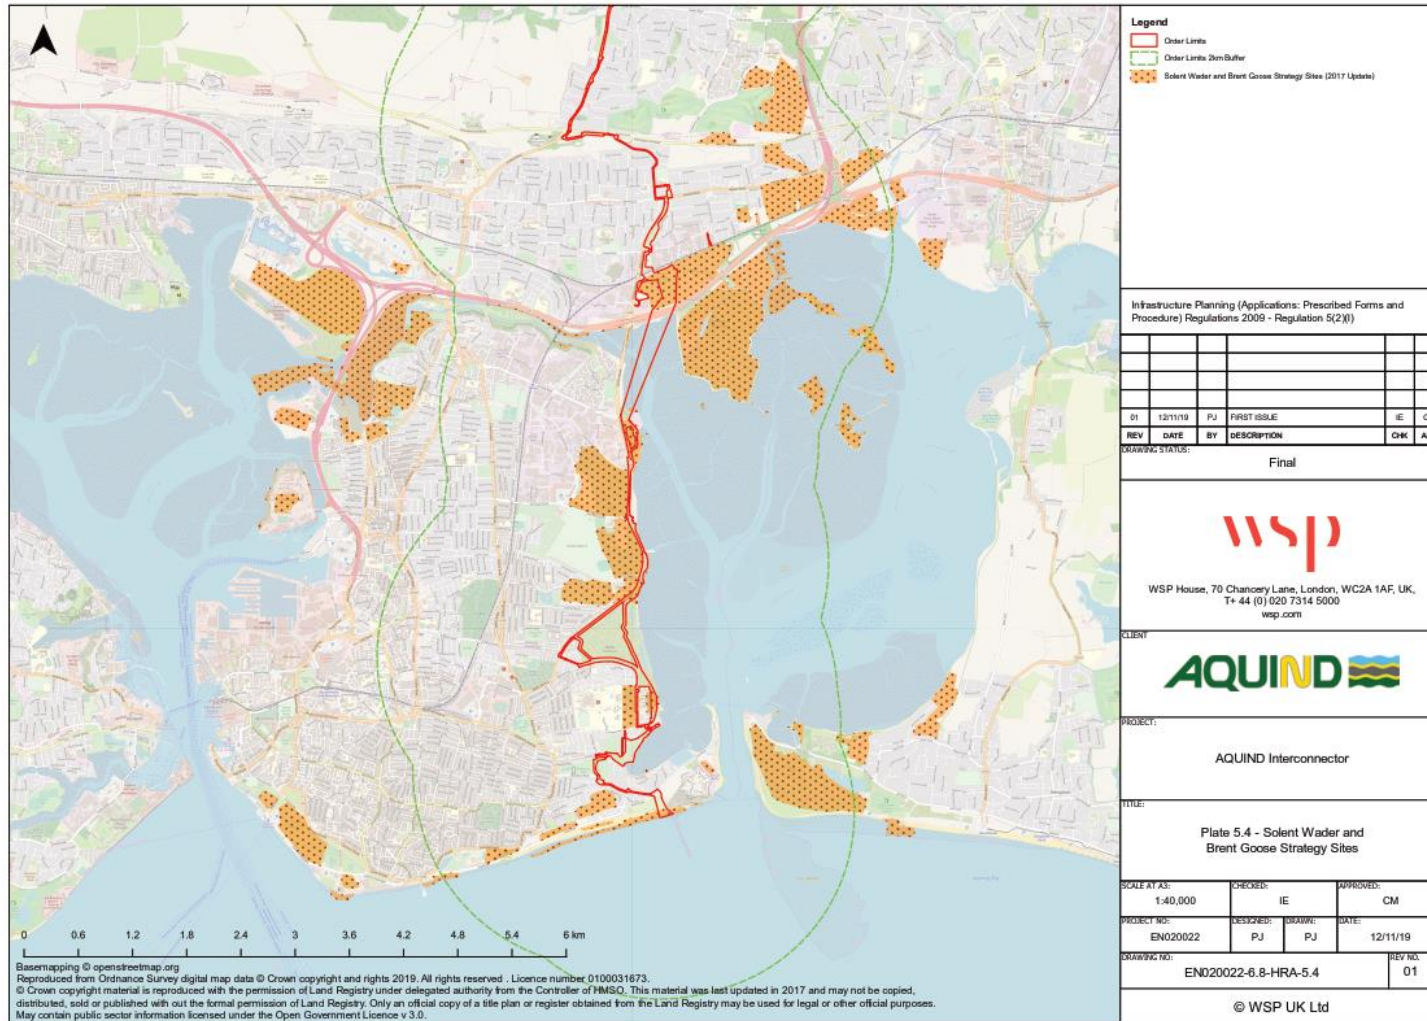 Legend
Order Limits
Order Limits 2km Buffer
Solent Wader and Brent Goose Strategy Sites (2017 Update)
Infrastructure Planning (Applications: Prescribed Forms and
Procedure) Regulations 2009 - Regulation 5(2)(l)
01 12/11/19 PJ FIRST ISSUE IE C
REV DATE BY DESCRIPTION CHK A
DRAWING STATUS:
Final
wsp
WSP House, 70 Chancery Lane, London, WC2A 1AF, UK,
T+ 44 (0) 020 7314 5000
wsp.com
CLIENT
AQUIND
PROJECT:
AQUIND Interconnector
TITLE:
Plate 5.4 - Solent Wader and
Brent Goose Strategy Sites
SCALE AT A3: CHECKED: APPROVED:
1:40,000 IE CM
PROJECT NO: DESIGNED: DRAWN: DATE:
EN020022 PJ PJ 12/11/19
DRAWING NO: REV NO.
EN020022-6.8-HRA-5.4 01
© WSP UK Ltd
0 0.6 1.2 1.8 2.4 3 3.6 4.2 4.8 5.4 6 km
Basemapping © openstreetmap.org
Reproduced from Ordnance Survey digital map data © Crown copyright and rights 2019. All rights reserved . Licence number 0100031673.
© Crown copyright material is reproduced with the permission of Land Registry under delegated authority from the Controller of HMSO. This material was last updated in 2017 and may not be copied,
distributed, sold or published with out the formal permission of Land Registry. Only an official copy of a title plan or register obtained from the Land Registry may be used for legal or other official purposes.
May contain public sector information licensed under the Open Government Licence v 3.0.